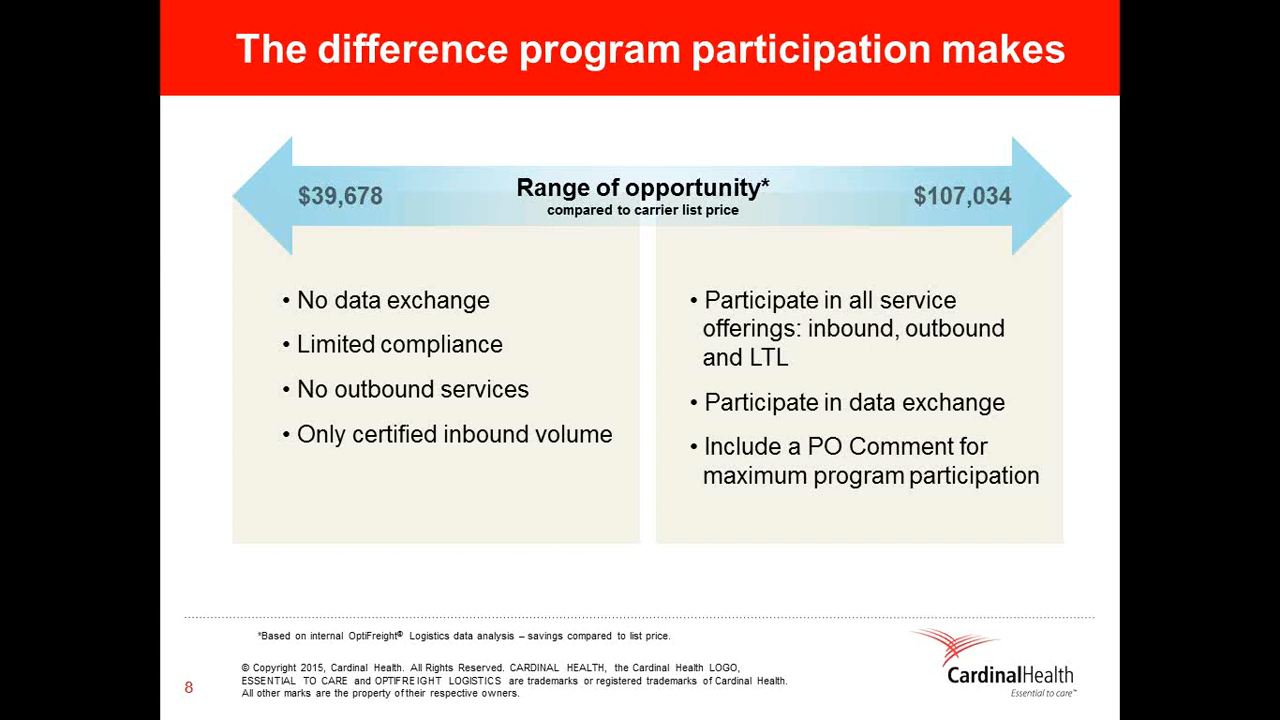 The difference program participation makes
$39,678
Range of opportunity*
compared to carrier list price
$107,034
• No data exchange
• Limited compliance
• No outbound services
• Only certified inbound volume
• Participate in all service
offerings: inbound, outbound
and LTL
• Participate in data exchange
• Include a PO Comment for
maximum program participation
*Based on internal OptiFreight® Logistics data analysis – savings compared to list price.
© Copyright 2015, Cardinal Health. All Rights Reserved. CARDINAL HEALTH, the Cardinal Health LOGO,
ESSENTIAL TO CARE and OPTIFREIGHT LOGISTICS are trademarks or registered trademarks of Cardinal Health.
All other marks are the property of their respective owners.
8
CardinalHealth
Essential to care™